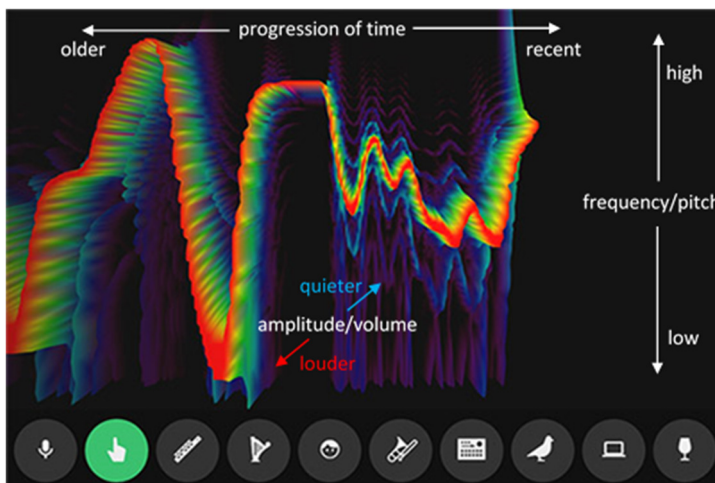 progression of time
older
recent
high
frequency/pitch
quieter
amplitude/volume
louder
low